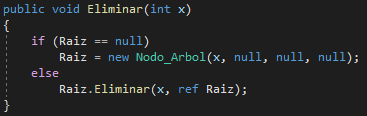 public void Eliminar(int x)
{
if (Raiz == null)
Raiz = new Nodo_Arbol(x, null, null, null);
else
Raiz.Eliminar(x, ref Raiz);
}